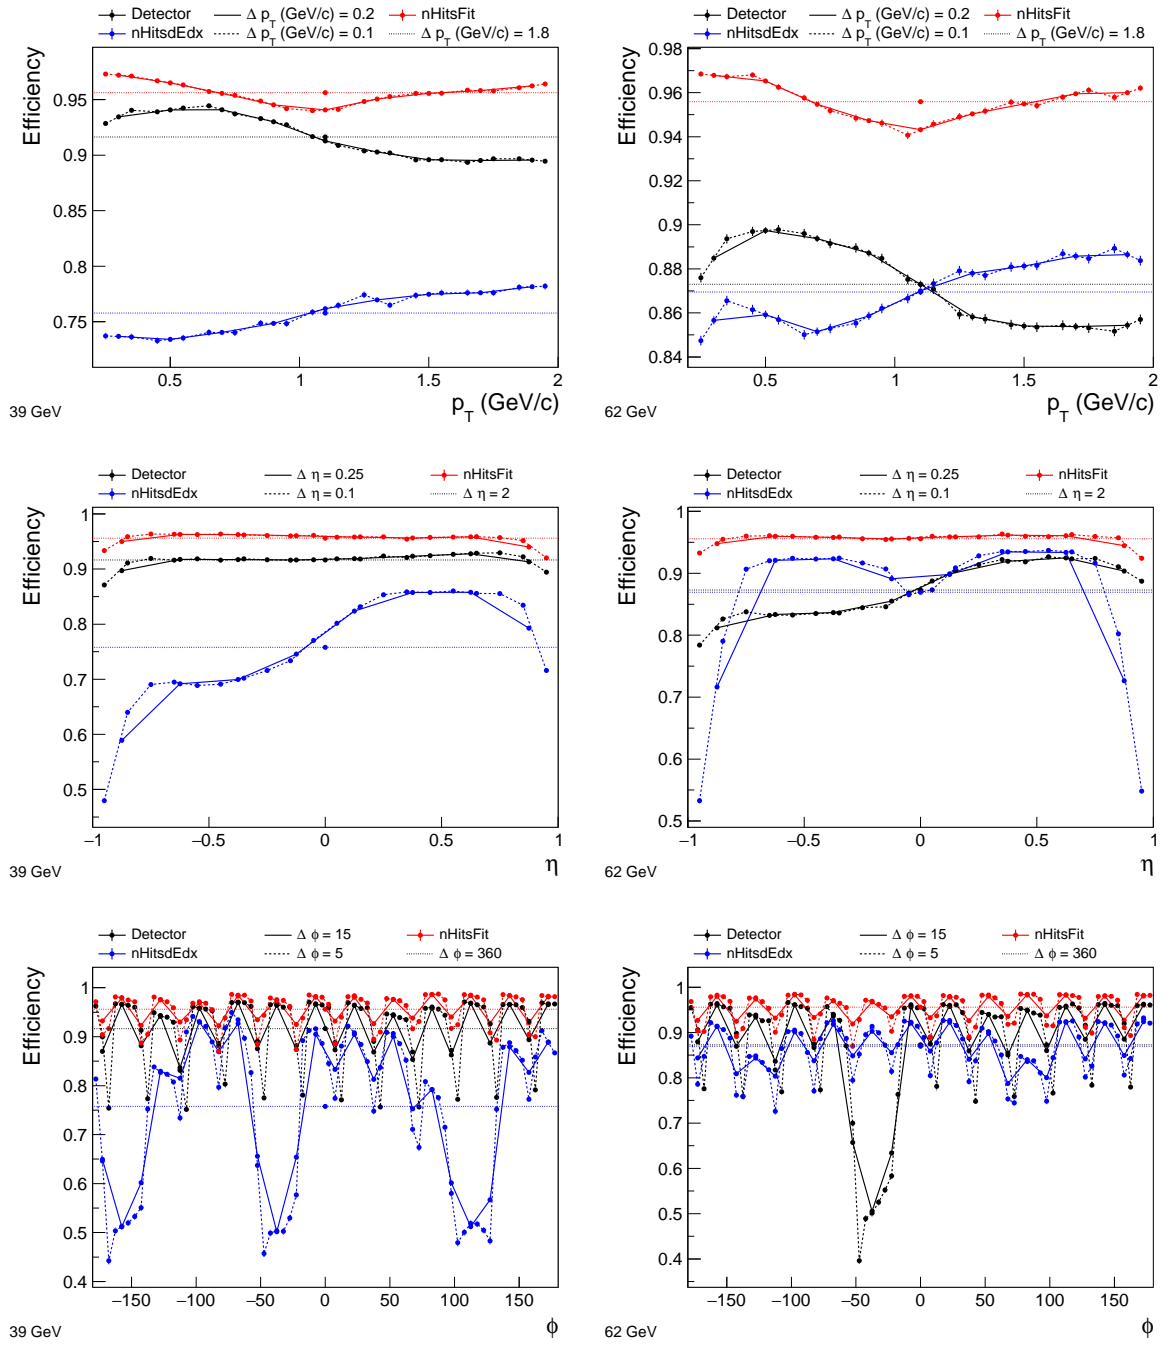 Detector Δ p_T (GeV/c) = 0.2 nHitsFit
nHitsdEdx Δ p_T (GeV/c) = 0.1 Δ p_T (GeV/c) = 1.8
Efficiency
0.95
0.9
0.85
0.8
0.75
0.5 1 1.5 2
p_T (GeV/c)
39 GeV
Detector Δ p_T (GeV/c) = 0.2 nHitsFit
nHitsdEdx Δ p_T (GeV/c) = 0.1 Δ p_T (GeV/c) = 1.8
Efficiency
0.98
0.96
0.94
0.92
0.9
0.88
0.86
0.84
0.5 1 1.5 2
p_T (GeV/c)
62 GeV
Detector Δ η = 0.25 nHitsFit
nHitsdEdx Δ η = 0.1 Δ η = 2
Efficiency
1
0.9
0.8
0.7
0.6
0.5
−1 −0.5 0 0.5 1
η
39 GeV
Detector Δ η = 0.25 nHitsFit
nHitsdEdx Δ η = 0.1 Δ η = 2
Efficiency
1
0.9
0.8
0.7
0.6
0.5
−1 −0.5 0 0.5 1
η
62 GeV
Detector Δ ϕ = 15 nHitsFit
nHitsdEdx Δ ϕ = 5 Δ ϕ = 360
Efficiency
1.1
1
0.9
0.8
0.7
0.6
0.5
0.4
−150 −100 −50 0 50 100 150
ϕ
39 GeV
Detector Δ ϕ = 15 nHitsFit
nHitsdEdx Δ ϕ = 5 Δ ϕ = 360
Efficiency
1
0.9
0.8
0.7
0.6
0.5
0.4
−150 −100 −50 0 50 100 150
ϕ
62 GeV